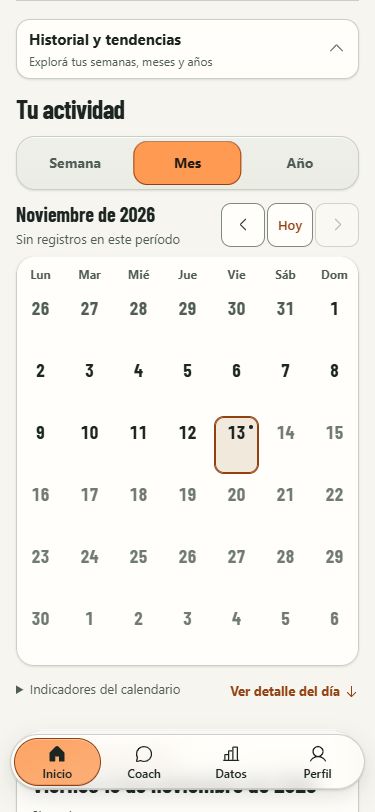 Historial y tendencias
Explorá tus semanas, meses y años
Tu actividad
Semana Mes Año
Noviembre de 2026
Sin registros en este período
Hoy
Lun Mar Mié Jue Vie Sáb Dom
26 27 28 29 30 31 1
2 3 4 5 6 7 8
9 10 11 12 13 14 15
16 17 18 19 20 21 22
23 24 25 26 27 28 29
30 1 2 3 4 5 6
Indicadores del calendario
Ver detalle del día ↓
Inicio Coach Datos Perfil